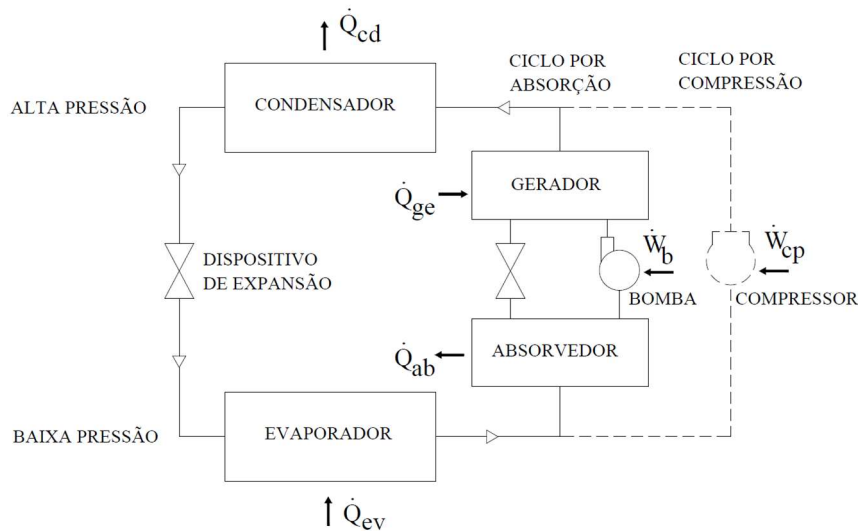 Q̇cd
CICLO POR
ABSORÇÃO
CICLO POR
COMPRESSÃO
ALTA PRESSÃO
CONDENSADOR
GERADOR
Q̇ge
DISPOSITIVO
DE EXPANSÃO
Ẇb
BOMBA
Ẇcp
COMPRESSOR
ABSORVEDOR
Q̇ab
BAIXA PRESSÃO
EVAPORADOR
Q̇ev